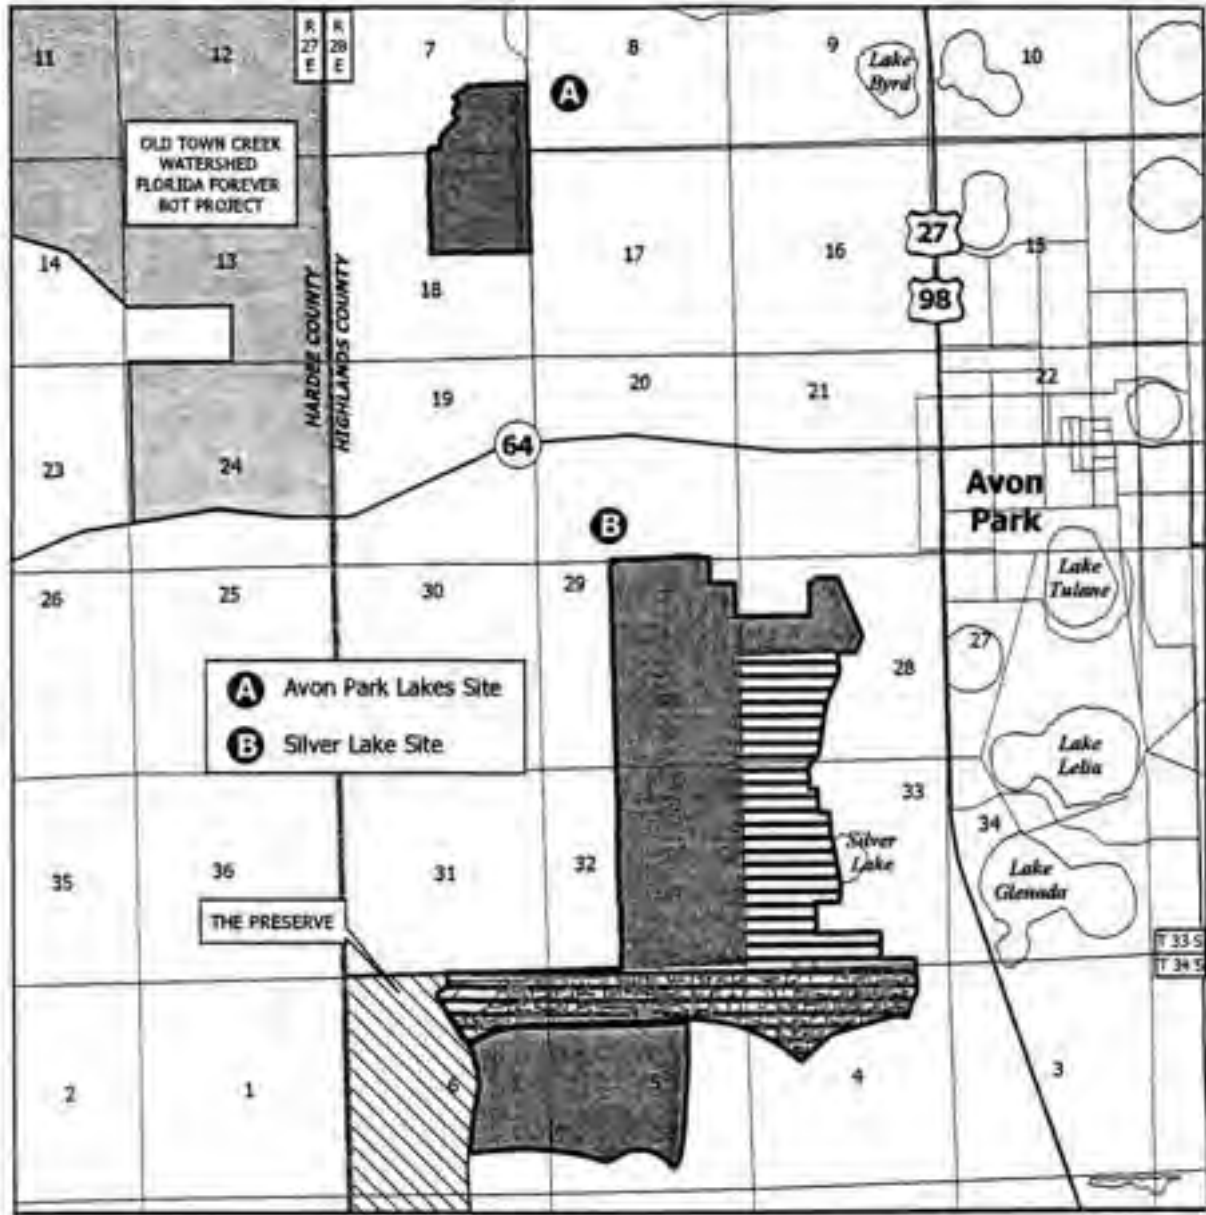 11
12
R
27
E
R
28
E
7
8
9
10
Lake
Byrd
A
OLD TOWN CREEK
WATERSHED
FLORIDA FOREVER
BOT PROJECT
14
13
18
17
16
15
27
98
HARDEE COUNTY
HIGHLANDS COUNTY
19
20
21
22
23
24
64
Avon
Park
B
26
25
30
29
28
27
Lake
Tulane
A Avon Park Lakes Site
B Silver Lake Site
Lake
Lelia
35
36
31
32
33
34
Silver
Lake
Lake
Glenada
THE PRESERVE
T 33 S
T 34 S
2
1
6
5
4
3